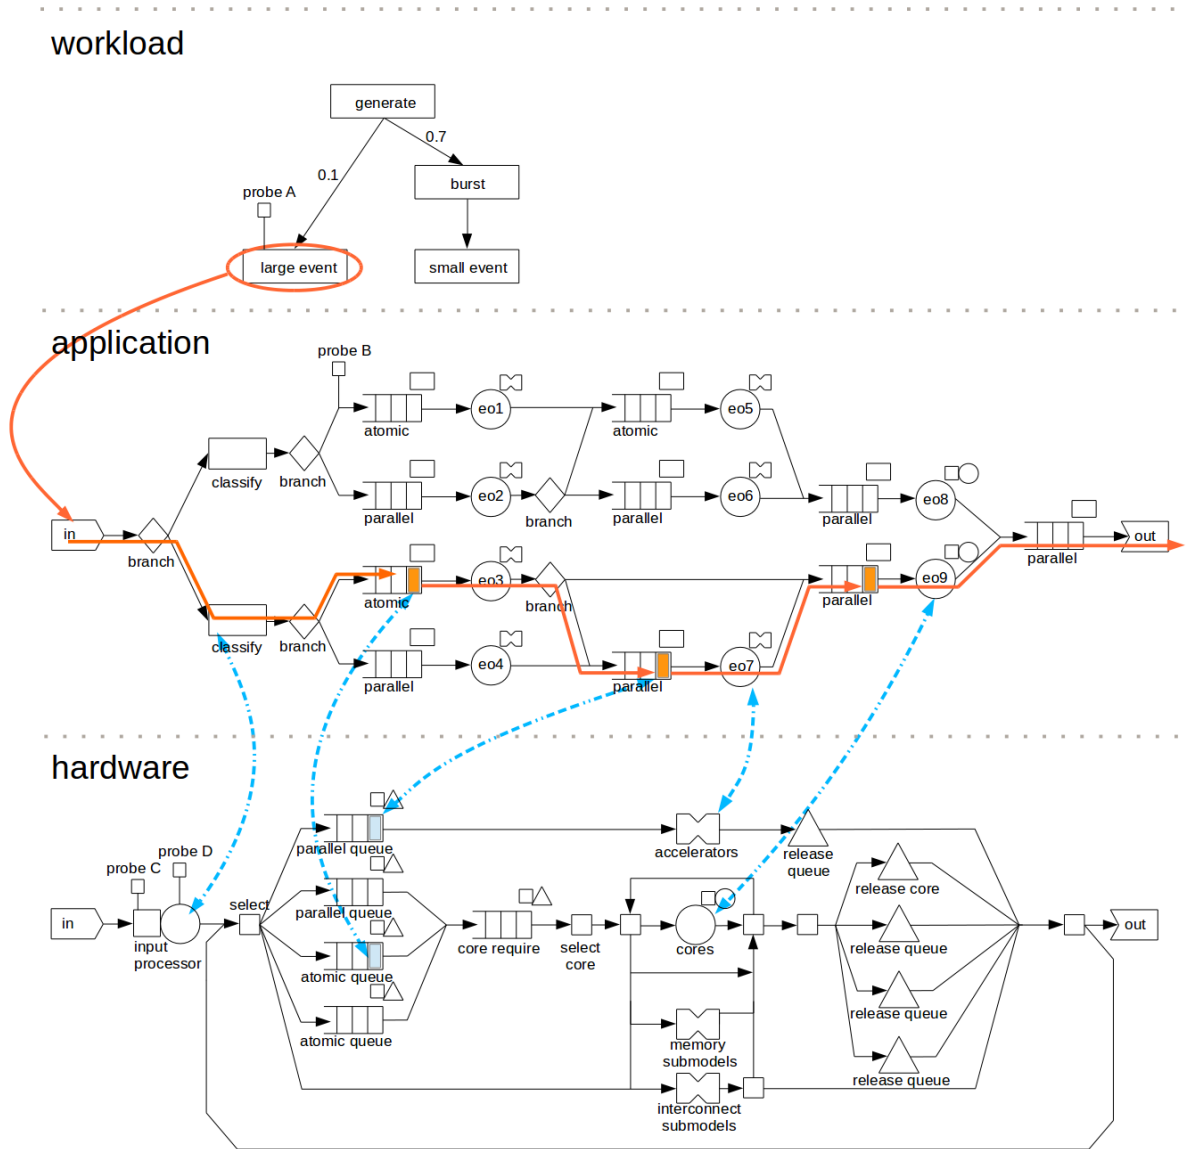 workload
generate
0.7
0.1
burst
probe A
large event
small event
application
probe B
eo1
eo5
atomic
atomic
classify
branch
eo2
eo6
eo8
parallel
branch
parallel
parallel
in
out
branch
parallel
eo3
eo9
atomic
branch
parallel
classify
branch
eo4
eo7
parallel
parallel
hardware
parallel queue
accelerators
release
queue
probe D
probe C
release core
select
parallel queue
in
out
input
processor
core require
select
core
cores
release queue
atomic queue
release queue
atomic queue
memory
submodels
release queue
interconnect
submodels